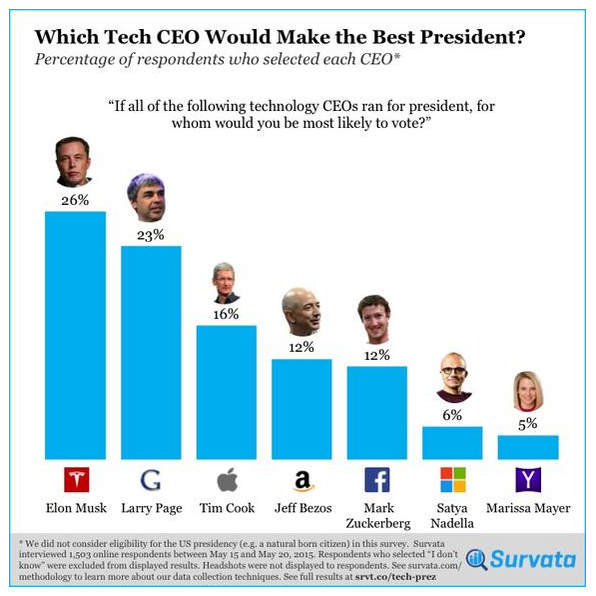 Which Tech CEO Would Make the Best President?
Percentage of respondents who selected each CEO*
“If all of the following technology CEOs ran for president, for
whom would you be most likely to vote?”
26%
23%
16%
12%
12%
6%
5%
T
G
a
f
Y
Elon Musk
Larry Page
Tim Cook
Jeff Bezos
Mark
Zuckerberg
Satya
Nadella
Marissa Mayer
* We did not consider eligibility for the US presidency (e.g. a natural born citizen) in this survey. Survata
interviewed 1,503 online respondents between May 15 and May 20, 2015. Respondents who selected “I don’t
know” were excluded from displayed results. Headshots were not displayed to respondents. See survata.com/
methodology to learn more about our data collection techniques. See full results at srvt.co/tech-prez
Survata